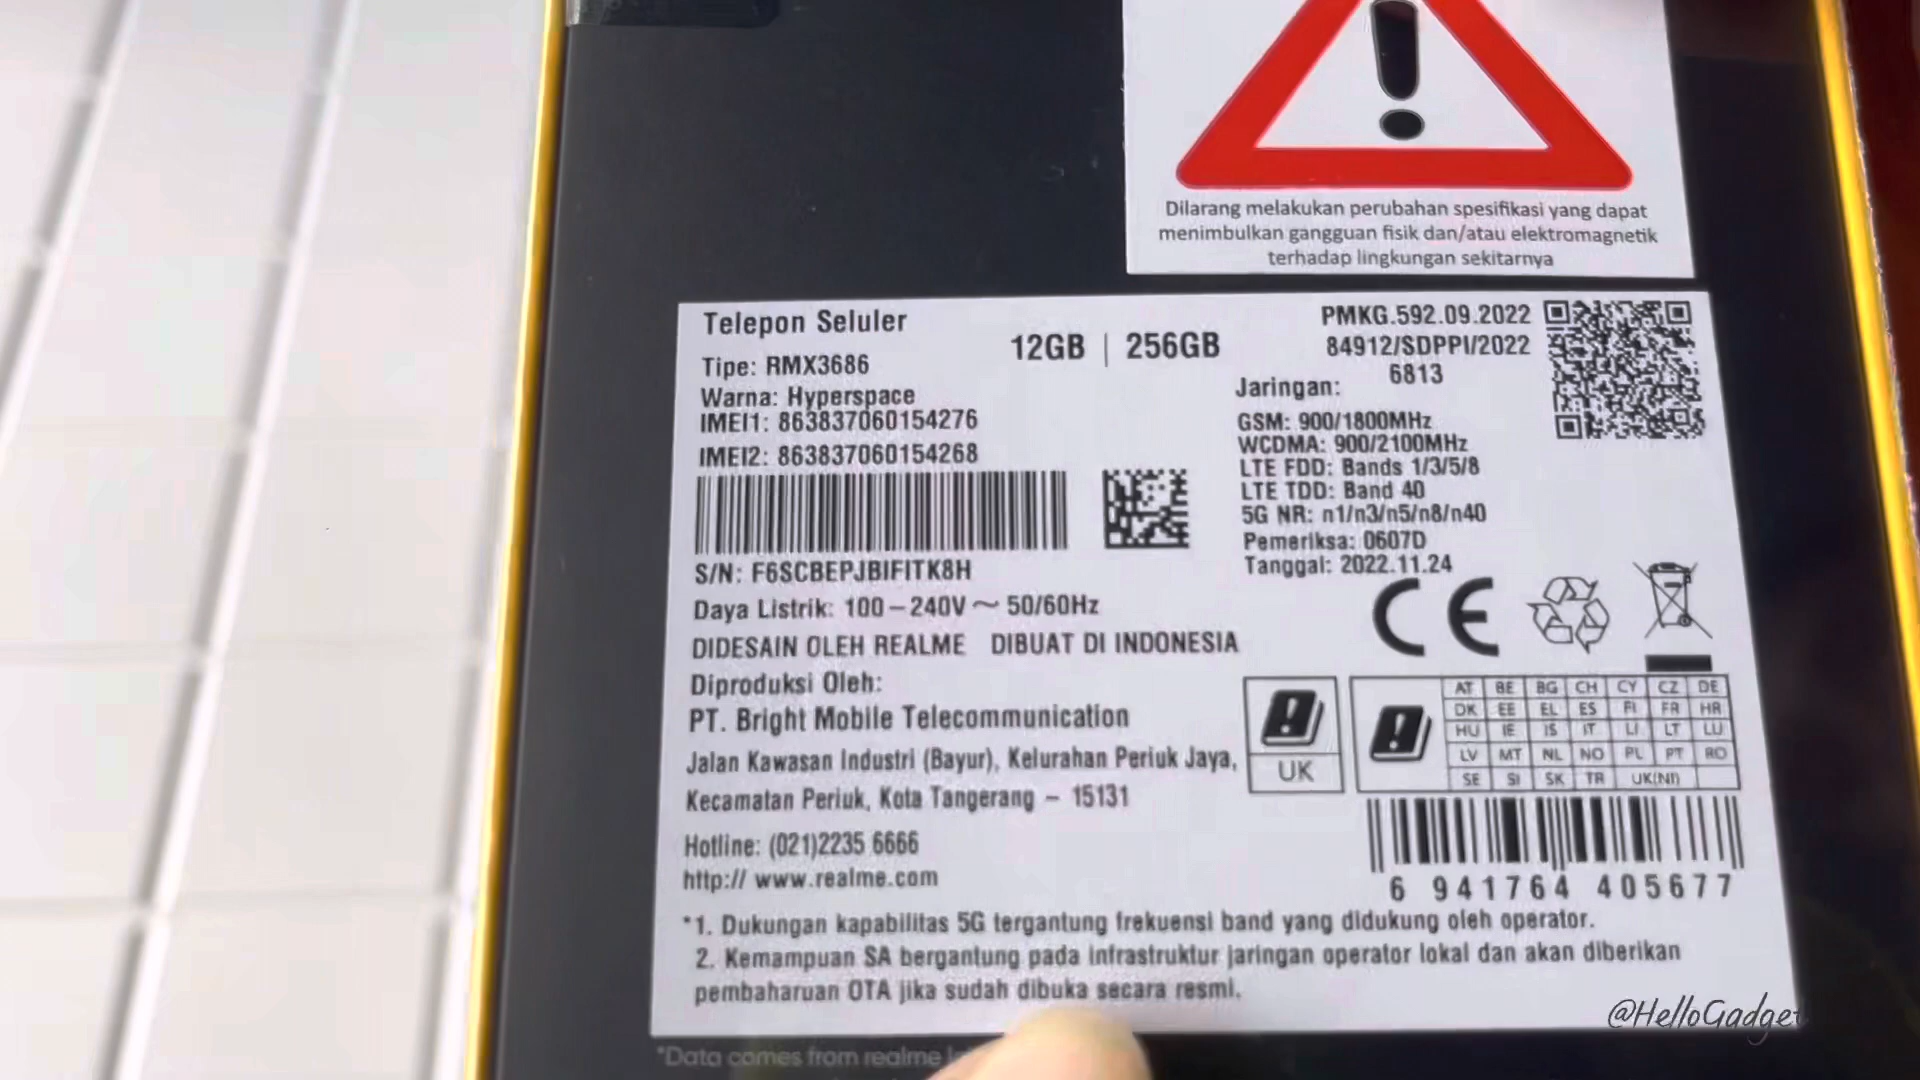 Dilarang melakukan perubahan spesifikasi yang dapat
menimbulkan gangguan fisik dan/atau elektromagnetik
terhadap lingkungan sekitarnya
Telepon Seluler
12GB | 256GB
Tipe: RMX3686
Warna: Hyperspace
IMEI1: 863837060154276
IMEI2: 863837060154268
S/N: F6SCBEPJBIFITK8H
Daya Listrik: 100–240V ~ 50/60Hz
DIDESAIN OLEH REALME DIBUAT DI INDONESIA
Diproduksi Oleh:
PT. Bright Mobile Telecommunication
Jalan Kawasan Industri (Bayur), Kelurahan Periuk Jaya,
Kecamatan Periuk, Kota Tangerang – 15131
Hotline: (021)2235 6666
http:// www.realme.com
PMKG.592.09.2022
84912/SDPPI/2022
6813
Jaringan:
GSM: 900/1800MHz
WCDMA: 900/2100MHz
LTE FDD: Bands 1/3/5/8
LTE TDD: Band 40
5G NR: n1/n3/n5/n8/n40
Pemeriksa: 0607D
Tanggal: 2022.11.24
CE
UK
AT BE BG CH CY CZ DE
DK EE EL ES FI FR HR
HU IE IS IT LI LT LU
LV MT NL NO PL PT RO
SE SI SK TR UK(NI)
6 941764 405677
*1. Dukungan kapabilitas 5G tergantung frekuensi band yang didukung oleh operator.
2. Kemampuan SA bergantung pada infrastruktur jaringan operator lokal dan akan diberikan
pembaharuan OTA jika sudah dibuka secara resmi.
@HelloGadget
*Data comes from realme